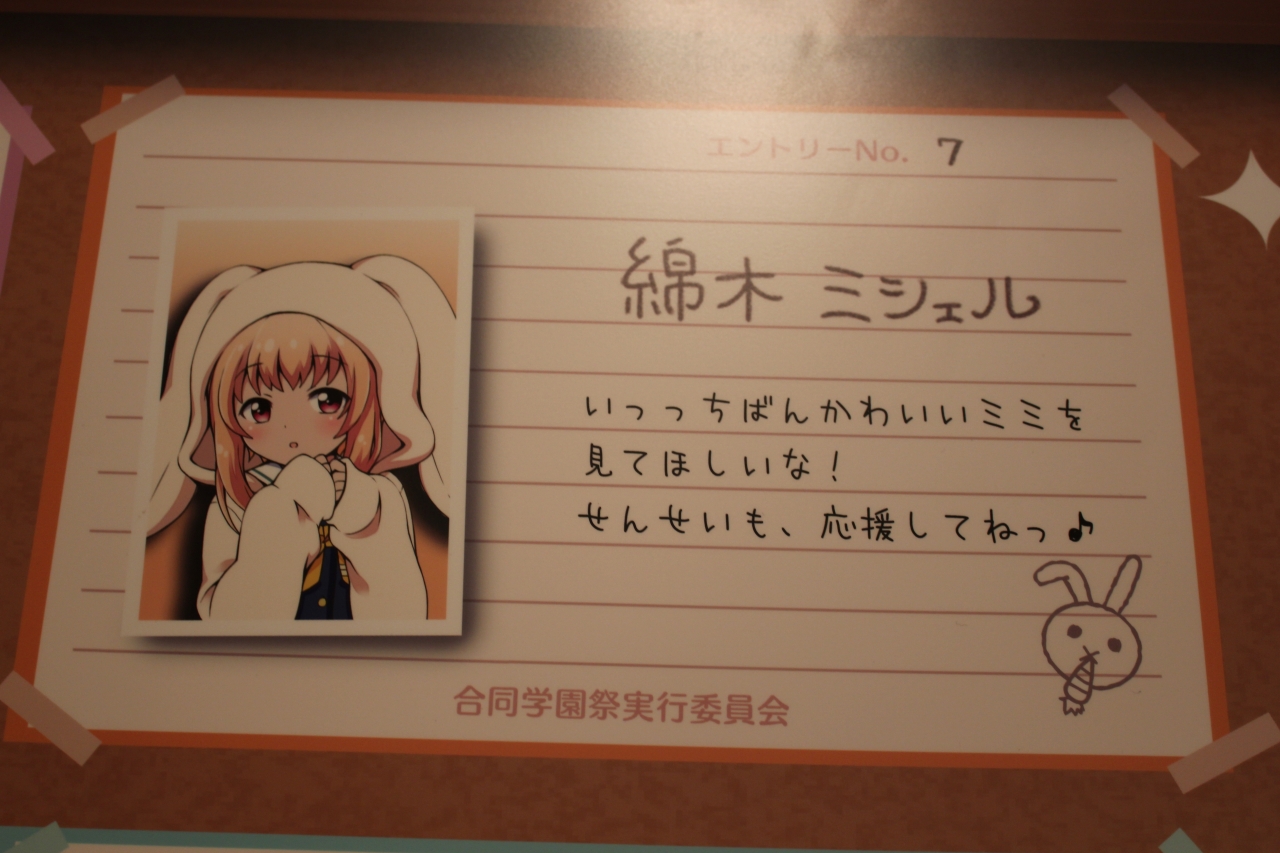 エントリーNo. 7
綿木 ミシェル
いっっちばんかわいいミミを
見てほしいな！
せんせいも、応援してねっ♪
合同学園祭実行委員会